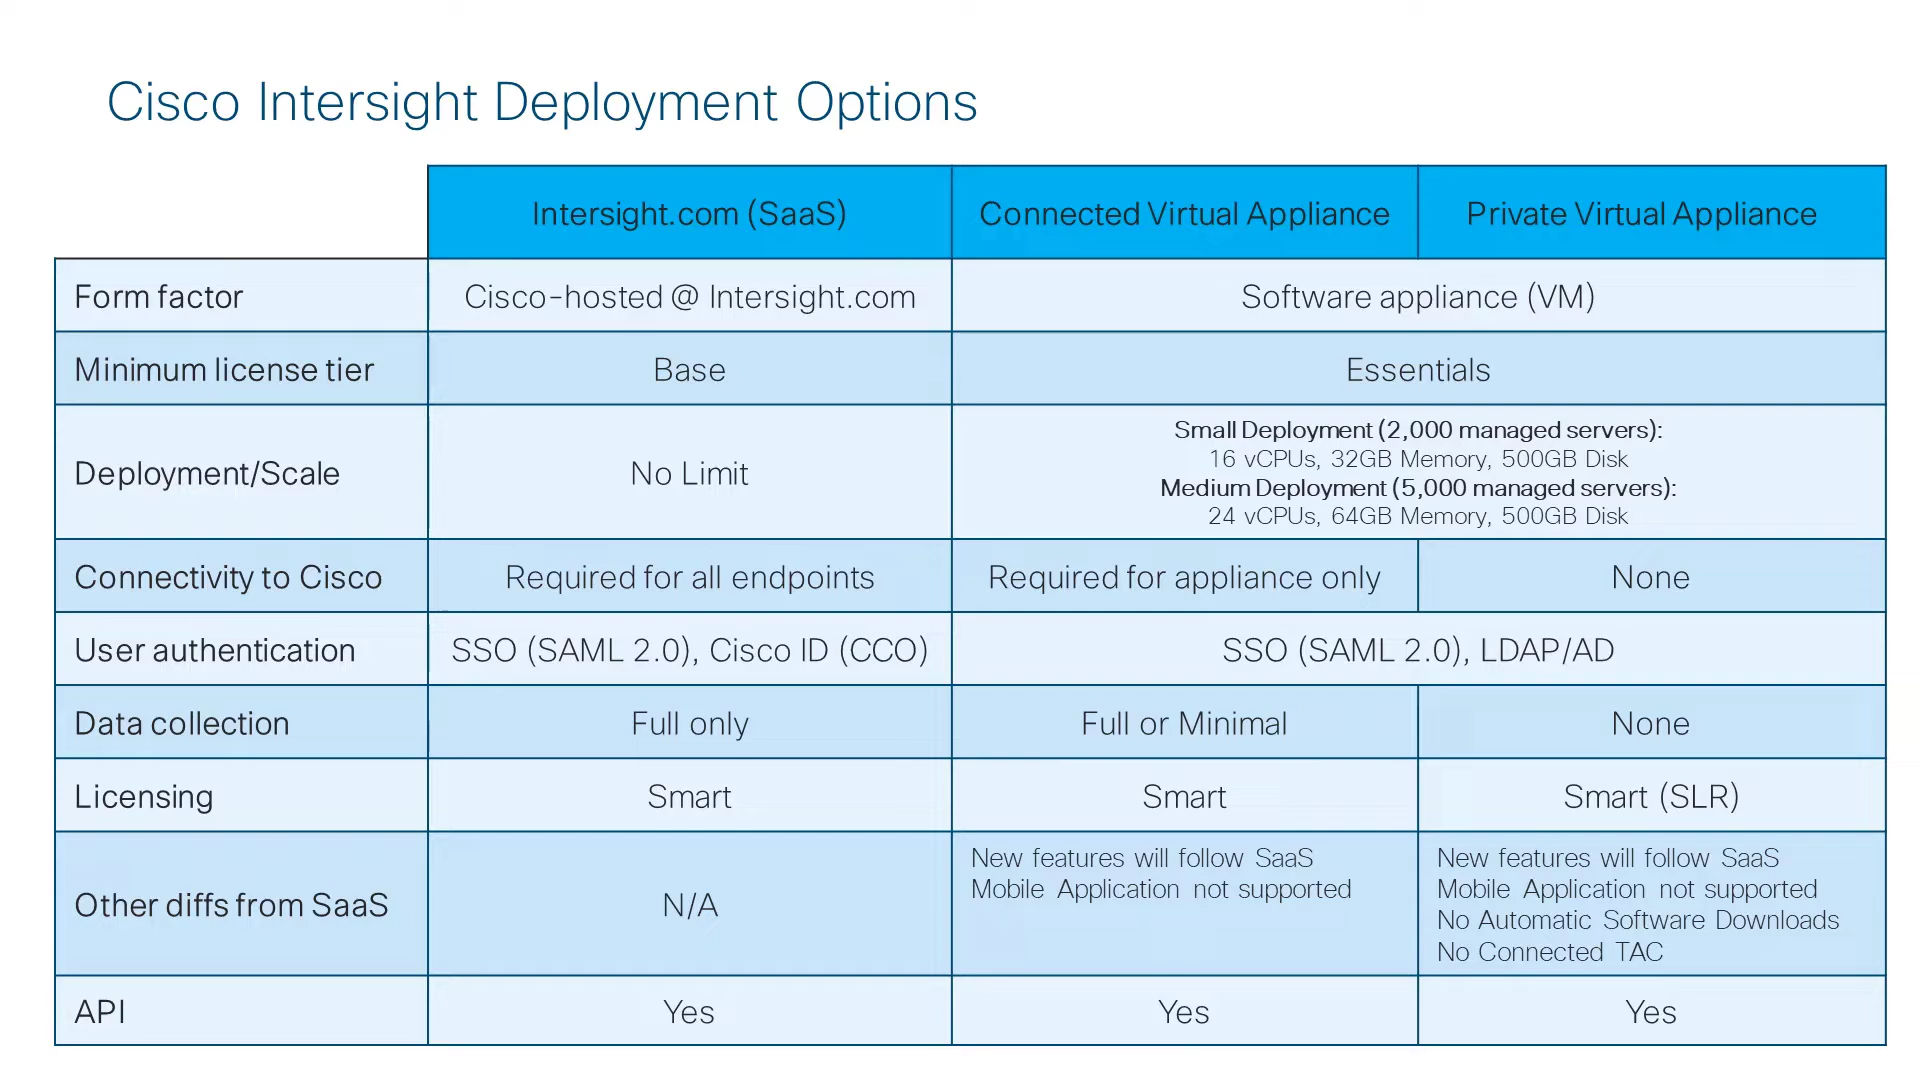 Cisco Intersight Deployment Options
Intersight.com (SaaS)
Connected Virtual Appliance
Private Virtual Appliance
Form factor
Cisco-hosted @ Intersight.com
Software appliance (VM)
Minimum license tier
Base
Essentials
Deployment/Scale
No Limit
Small Deployment (2,000 managed servers):
16 vCPUs, 32GB Memory, 500GB Disk
Medium Deployment (5,000 managed servers):
24 vCPUs, 64GB Memory, 500GB Disk
Connectivity to Cisco
Required for all endpoints
Required for appliance only
None
User authentication
SSO (SAML 2.0), Cisco ID (CCO)
SSO (SAML 2.0), LDAP/AD
Data collection
Full only
Full or Minimal
None
Licensing
Smart
Smart
Smart (SLR)
Other diffs from SaaS
N/A
New features will follow SaaS
Mobile Application not supported
New features will follow SaaS
Mobile Application not supported
No Automatic Software Downloads
No Connected TAC
API
Yes
Yes
Yes